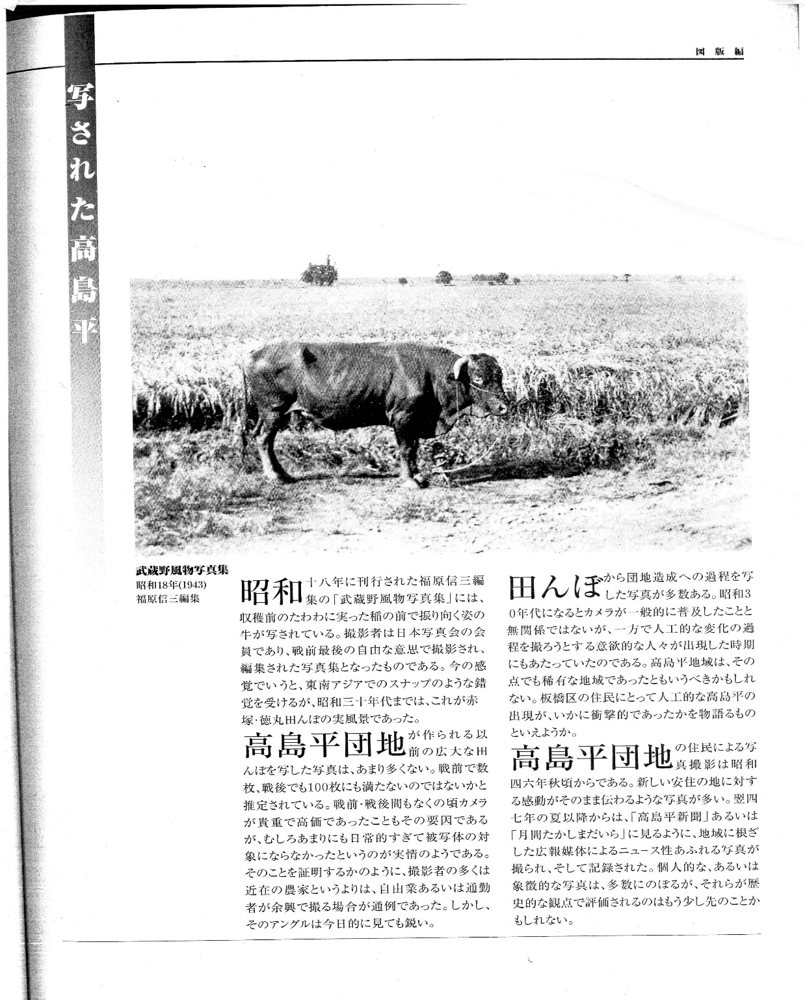 図版編
写された高島平
武蔵野風物写真集
昭和18年(1943)
福原信三編集
昭和十八年に刊行された福原信三編
集の「武蔵野風物写真集」には、
収穫前のたわわに実った稲の前で振り向く姿の
牛が写されている。撮影者は日本写真会の会
員であり、戦前最後の自由な意思で撮影され、
編集された写真集となったものである。今の感
覚でいうと、東南アジアでのスナップのような錯
覚を受けるが、昭和三十年代までは、これが赤
塚・徳丸田んぼの実風景であった。
高島平団地が作られる以
前の広大な田
んぼを写した写真は、あまり多くない。戦前で数
枚、戦後でも100枚にも満たないのではないかと
推定されている。戦前・戦後間もなくの頃カメラ
が貴重で高価であったこともその要因である
が、むしろあまりにも日常的すぎて被写体の対
象にならなかったというのが実情のようである。
そのことを証明するかのように、撮影者の多くは
近在の農家というよりは、自由業あるいは通勤
者が余興で撮る場合が通例であった。しかし、
そのアングルは今日的に見ても鋭い。
田んぼから団地造成への過程を写
した写真が多数ある。昭和3
0年代になるとカメラが一般的に普及したことと
無関係ではないが、一方で人工的な変化の過
程を撮ろうとする意欲的な人々が出現した時期
にもあたっていたのである。高島平地域は、その
点でも稀有な地域であったともいうべきかもしれ
ない。板橋区の住民にとって人工的な高島平の
出現が、いかに衝撃的であったかを物語るもの
といえようか。
高島平団地の住民による写
真撮影は昭和
四六年秋頃からである。新しい安住の地に対す
る感動がそのまま伝わるような写真が多い。翌四
七年の夏以降からは、「高島平新聞」あるいは
「月間たかしまだいら」に見るように、地域に根ざ
した広報媒体によるニュース性あふれる写真が
撮られ、そして記録された。個人的な、あるいは
象徴的な写真は、多数にのぼるが、それらが歴
史的な観点で評価されるのはもう少し先のことか
もしれない。